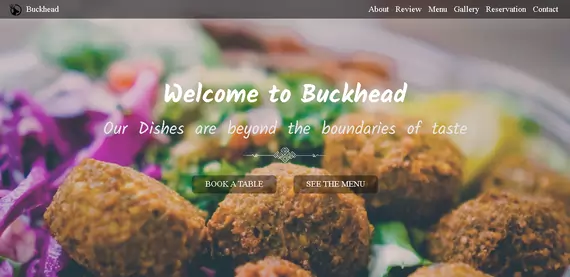 Buckhead
About Review Menu Gallery Reservation Contact
Welcome to Buckhead
Our Dishes are beyond the boundaries of taste
BOOK A TABLE SEE THE MENU